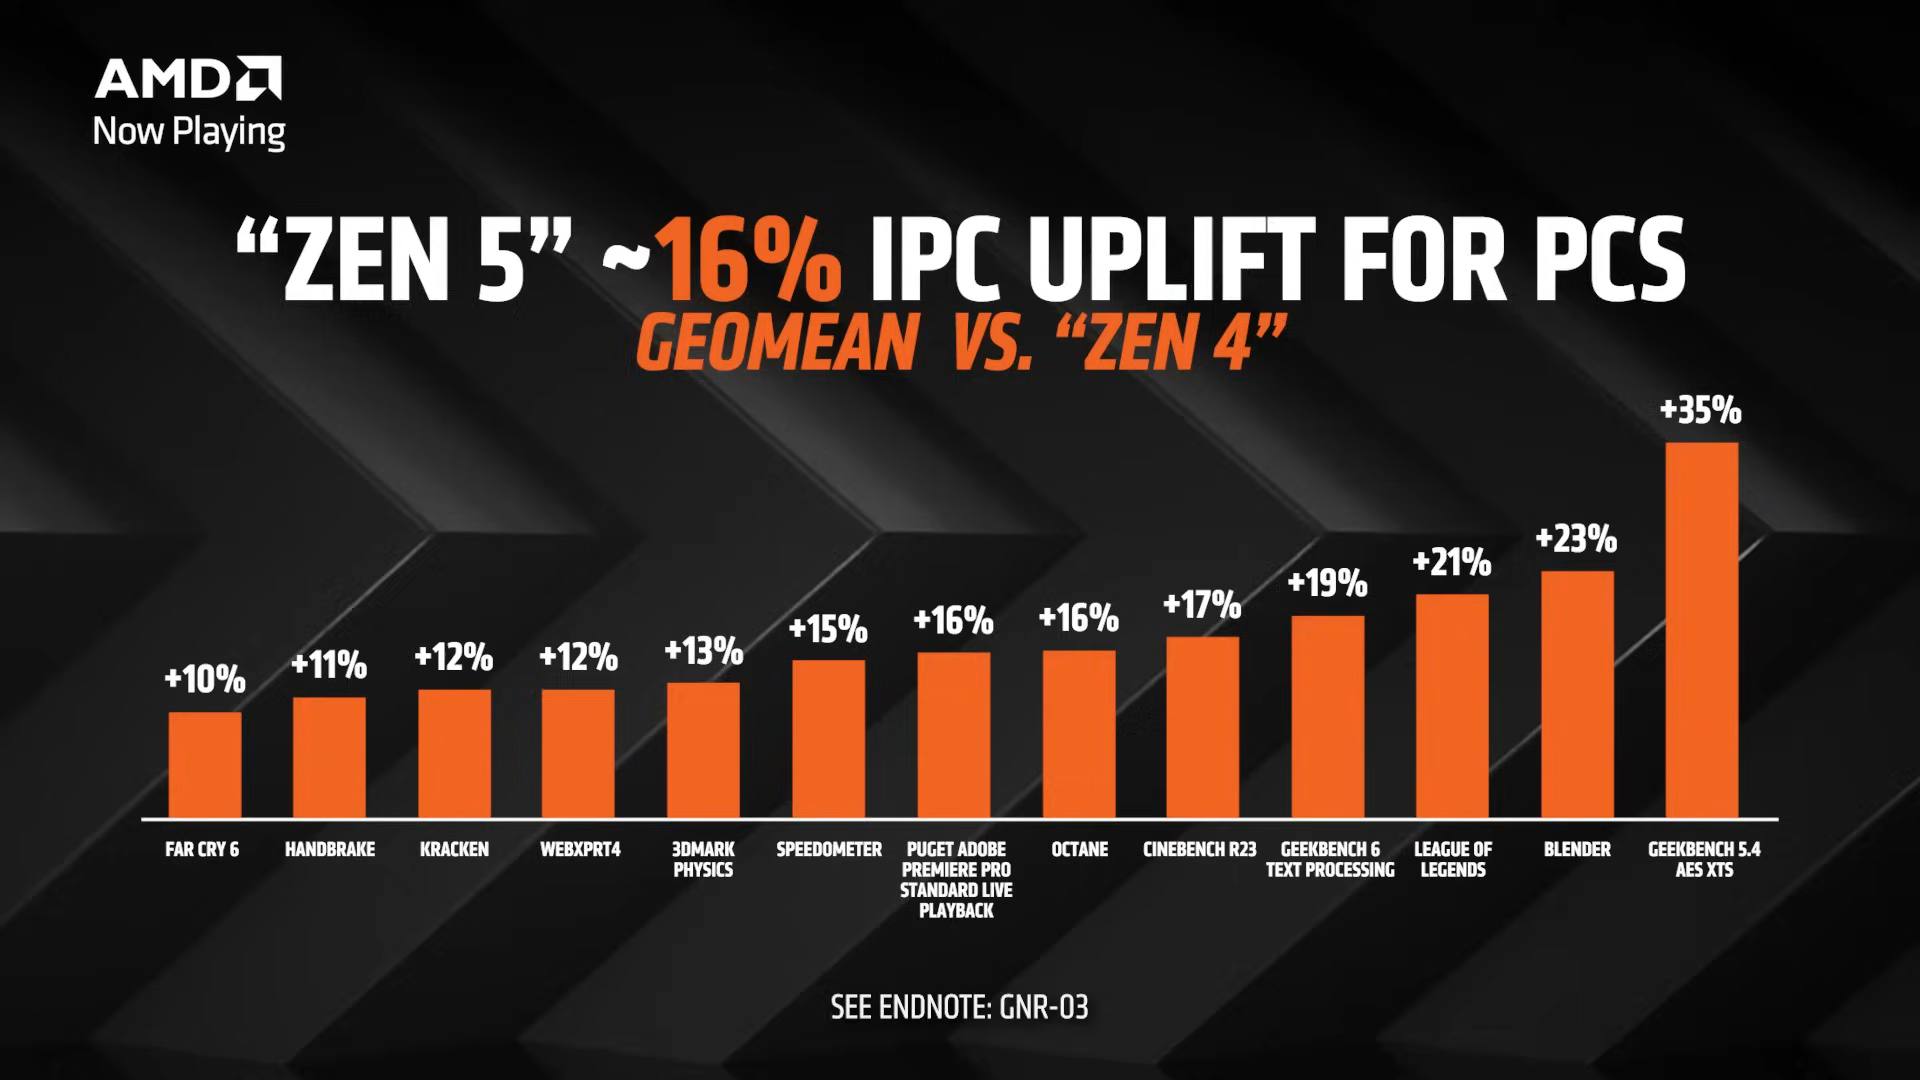 AMD
Now Playing
“ZEN 5” ~16% IPC UPLIFT FOR PCS
GEOMEAN VS. “ZEN 4”
+10%
+11%
+12%
+12%
+13%
+15%
+16%
+16%
+17%
+19%
+21%
+23%
+35%
FAR CRY 6
HANDBRAKE
KRACKEN
WEBXPRT4
3DMARK
PHYSICS
SPEEDOMETER
PUGET ADOBE
PREMIERE PRO
STANDARD LIVE
PLAYBACK
OCTANE
CINEBENCH R23
GEEKBENCH 6
TEXT PROCESSING
LEAGUE OF
LEGENDS
BLENDER
GEEKBENCH 5.4
AES XTS
SEE ENDNOTE: GNR-03